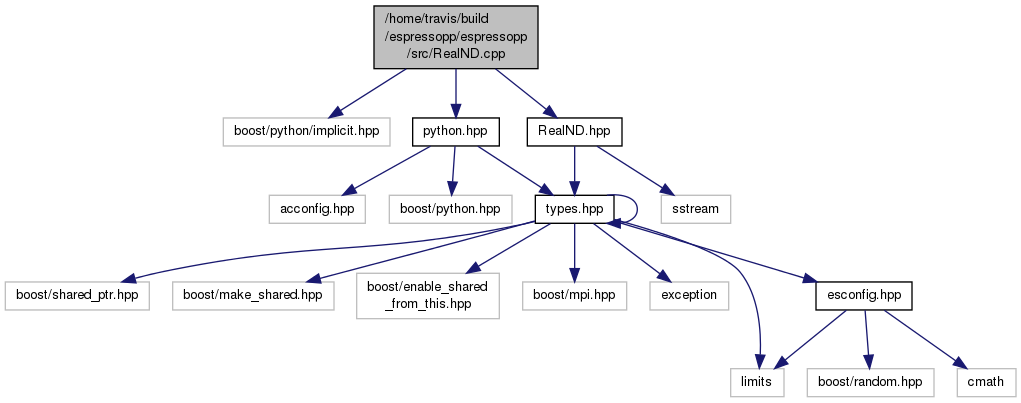 /home/travis/build
/espressopp/espressopp
/src/RealND.cpp
boost/python/implicit.hpp
python.hpp
RealND.hpp
acconfig.hpp
boost/python.hpp
types.hpp
sstream
boost/shared_ptr.hpp
boost/make_shared.hpp
boost/enable_shared
_from_this.hpp
boost/mpi.hpp
exception
esconfig.hpp
limits
boost/random.hpp
cmath